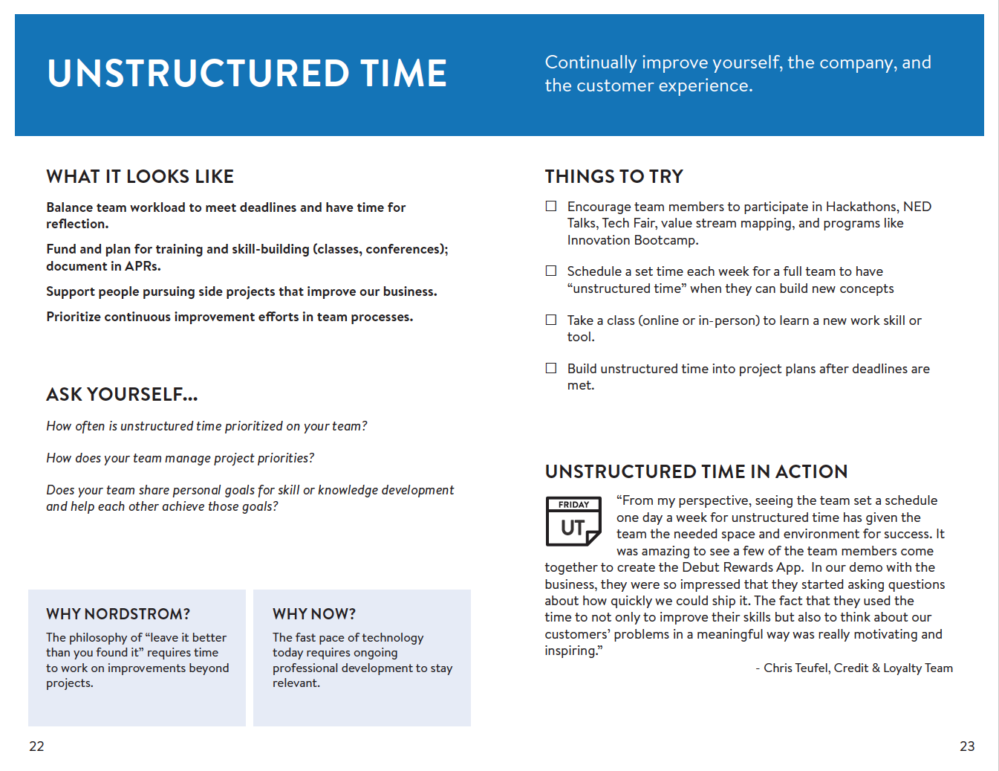 UNSTRUCTURED TIME
Continually improve yourself, the company, and
the customer experience.
WHAT IT LOOKS LIKE
Balance team workload to meet deadlines and have time for
reflection.
Fund and plan for training and skill-building (classes, conferences);
document in APRs.
Support people pursuing side projects that improve our business.
Prioritize continuous improvement efforts in team processes.
ASK YOURSELF...
How often is unstructured time prioritized on your team?
How does your team manage project priorities?
Does your team share personal goals for skill or knowledge development
and help each other achieve those goals?
WHY NORDSTROM?
The philosophy of “leave it better
than you found it” requires time
to work on improvements beyond
projects.
WHY NOW?
The fast pace of technology
today requires ongoing
professional development to stay
relevant.
22
THINGS TO TRY
☐ Encourage team members to participate in Hackathons, NED
Talks, Tech Fair, value stream mapping, and programs like
Innovation Bootcamp.
☐ Schedule a set time each week for a full team to have
“unstructured time” when they can build new concepts
☐ Take a class (online or in-person) to learn a new work skill or
tool.
☐ Build unstructured time into project plans after deadlines are
met.
UNSTRUCTURED TIME IN ACTION
FRIDAY
UT
“From my perspective, seeing the team set a schedule
one day a week for unstructured time has given the
team the needed space and environment for success. It
was amazing to see a few of the team members come
together to create the Debut Rewards App.  In our demo with the
business, they were so impressed that they started asking questions
about how quickly we could ship it. The fact that they used the
time to not only to improve their skills but also to think about our
customers’ problems in a meaningful way was really motivating and
inspiring.”
- Chris Teufel, Credit & Loyalty Team
23